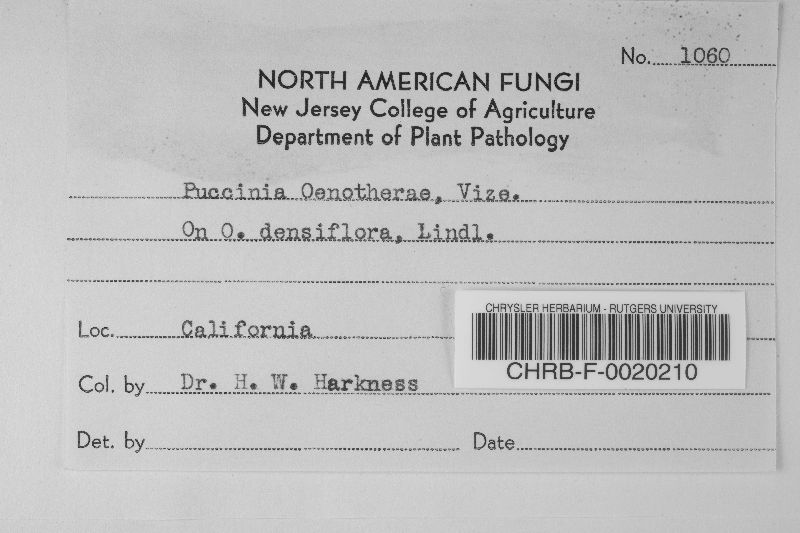 No. 1060
NORTH AMERICAN FUNGI
New Jersey College of Agriculture
Department of Plant Pathology
Puccinia Oenotherae, Vize.
On O. densiflora, Lindl.
CHRYSLER HERBARIUM - RUTGERS UNIVERSITY
Loc. California
CHRB-F-0020210
Col. by Dr. H. W. Harkness
Det. by Date